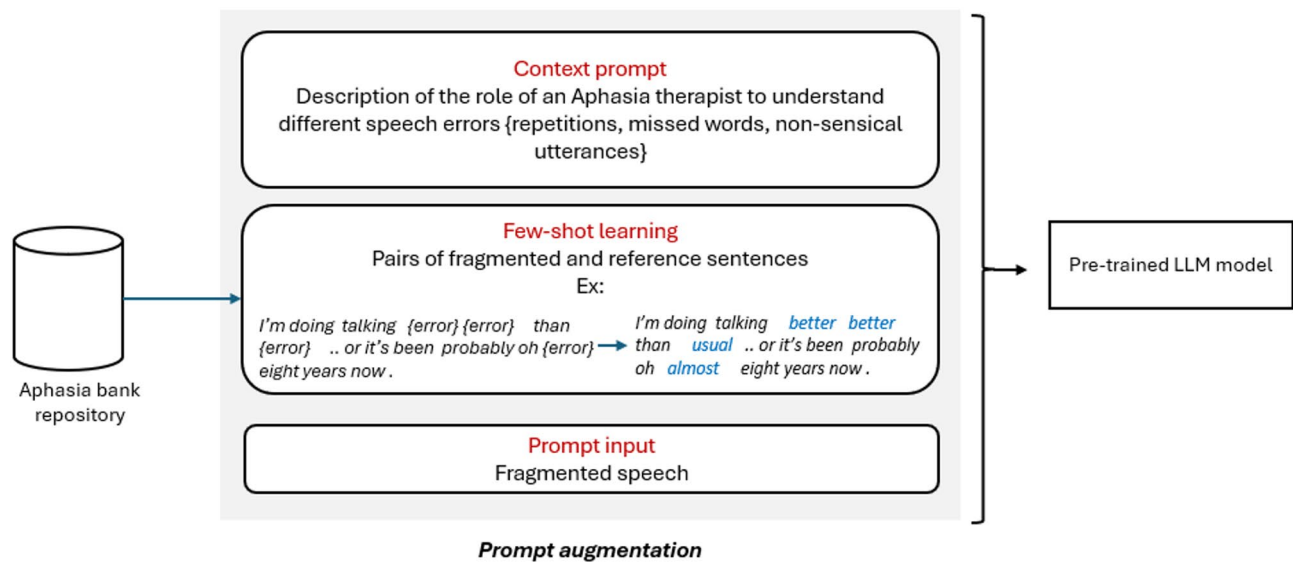 Context prompt
Description of the role of an Aphasia therapist to understand
different speech errors {repetitions, missed words, non-sensical
utterances}
Few-shot learning
Pairs of fragmented and reference sentences
Ex:
I'm doing talking {error} {error} than
{error} .. or it's been probably oh {error}
eight years now .
I'm doing talking better better
than usual .. or it's been probably
oh almost eight years now .
Aphasia bank
repository
Prompt input
Fragmented speech
Prompt augmentation
Pre-trained LLM model